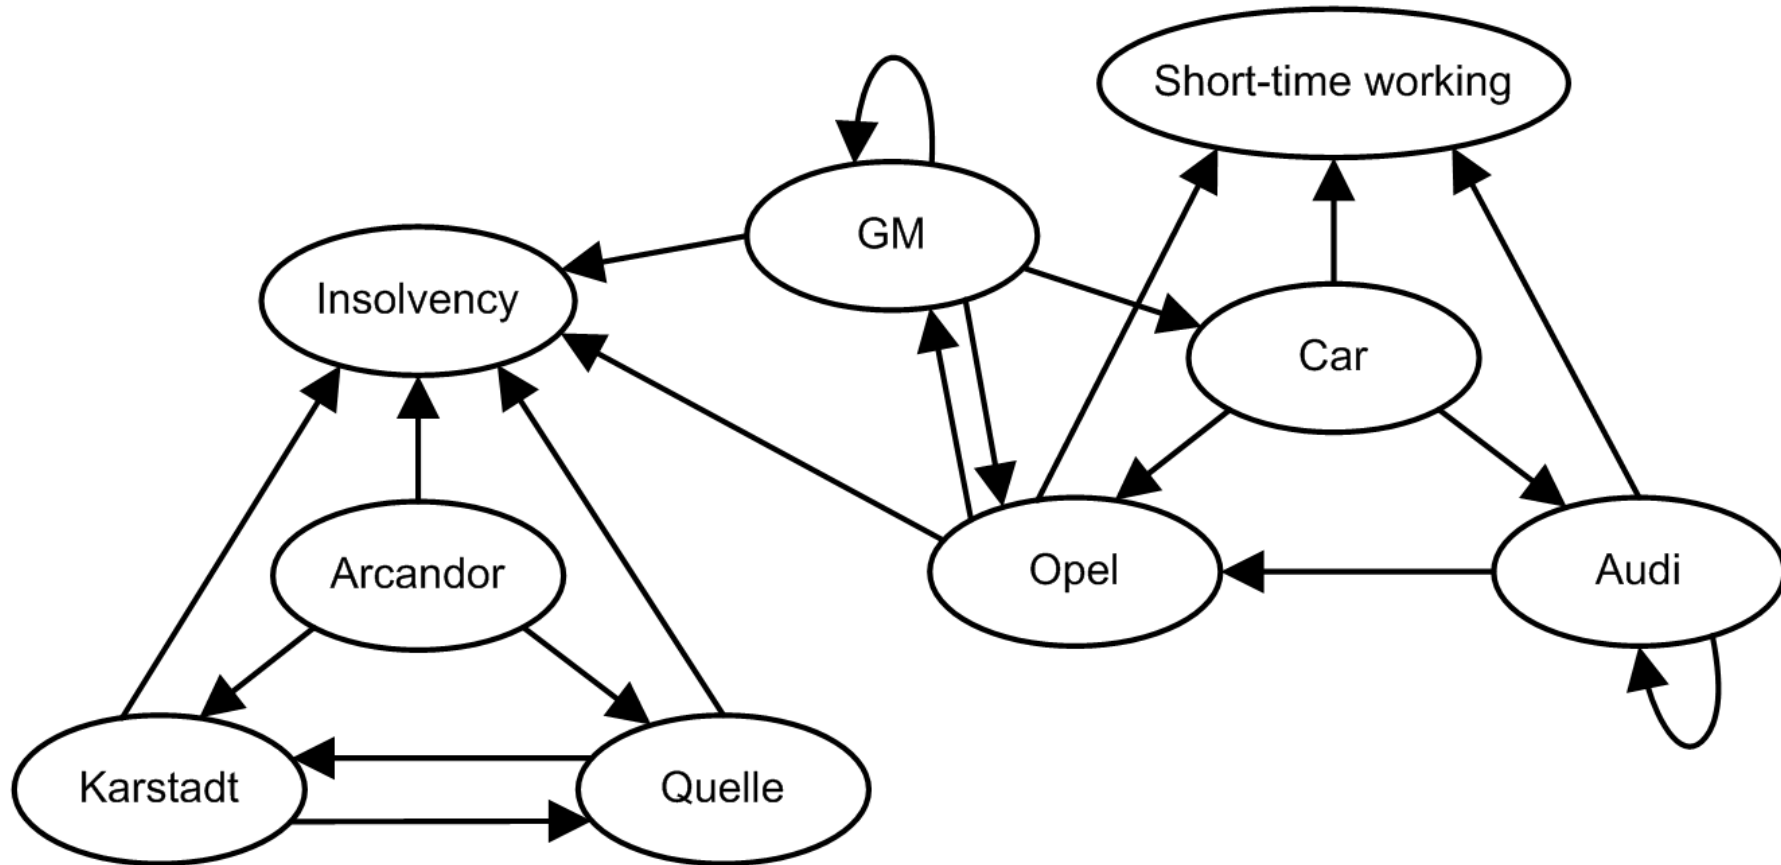 Short-time working
GM
Insolvency
Car
Arcandor
Opel
Audi
Karstadt
Quelle